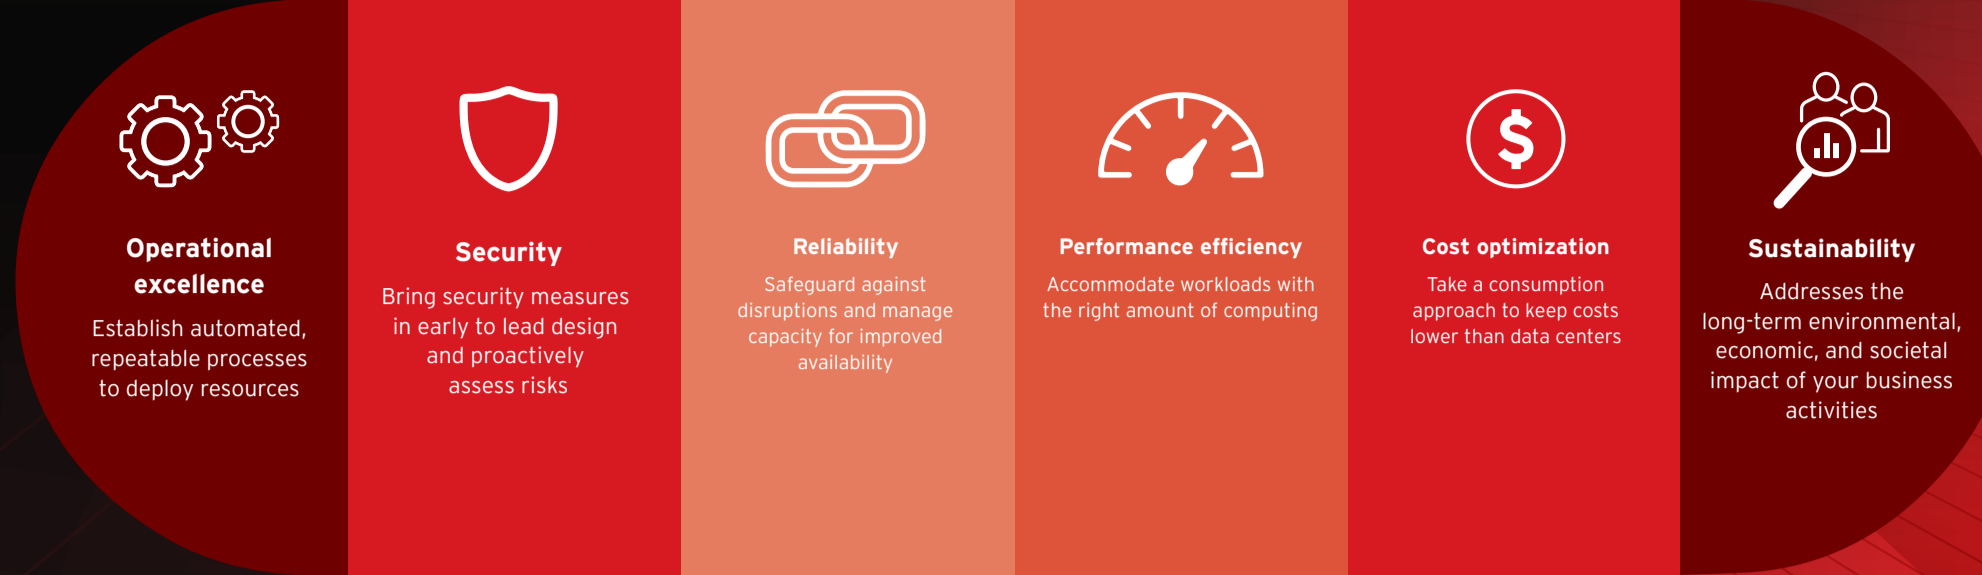 Operational
excellence
Establish automated,
repeatable processes
to deploy resources
Security
Bring security measures
in early to lead design
and proactively
assess risks
Reliability
Safeguard against
disruptions and manage
capacity for improved
availability
Performance efficiency
Accommodate workloads with
the right amount of computing
$
Cost optimization
Take a consumption
approach to keep costs
lower than data centers
Sustainability
Addresses the
long-term environmental,
economic, and societal
impact of your business
activities